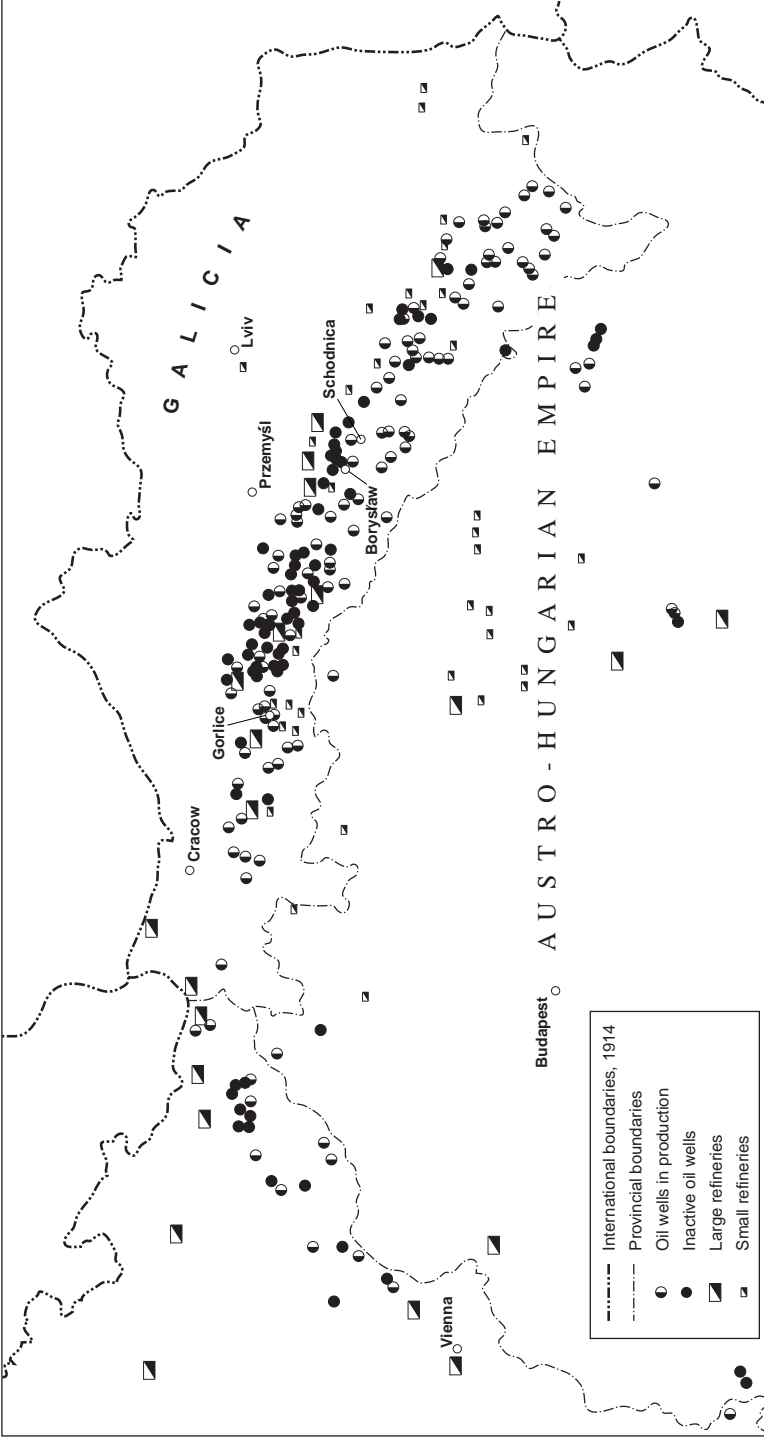 GALICIA
Lviv
Przemyśl
Schodnica
Borysław
Cracow
Gorlice
AUSTRO-HUNGARIAN EMPIRE
Budapest
Vienna
International boundaries, 1914
Provincial boundaries
Oil wells in production
Inactive oil wells
Large refineries
Small refineries